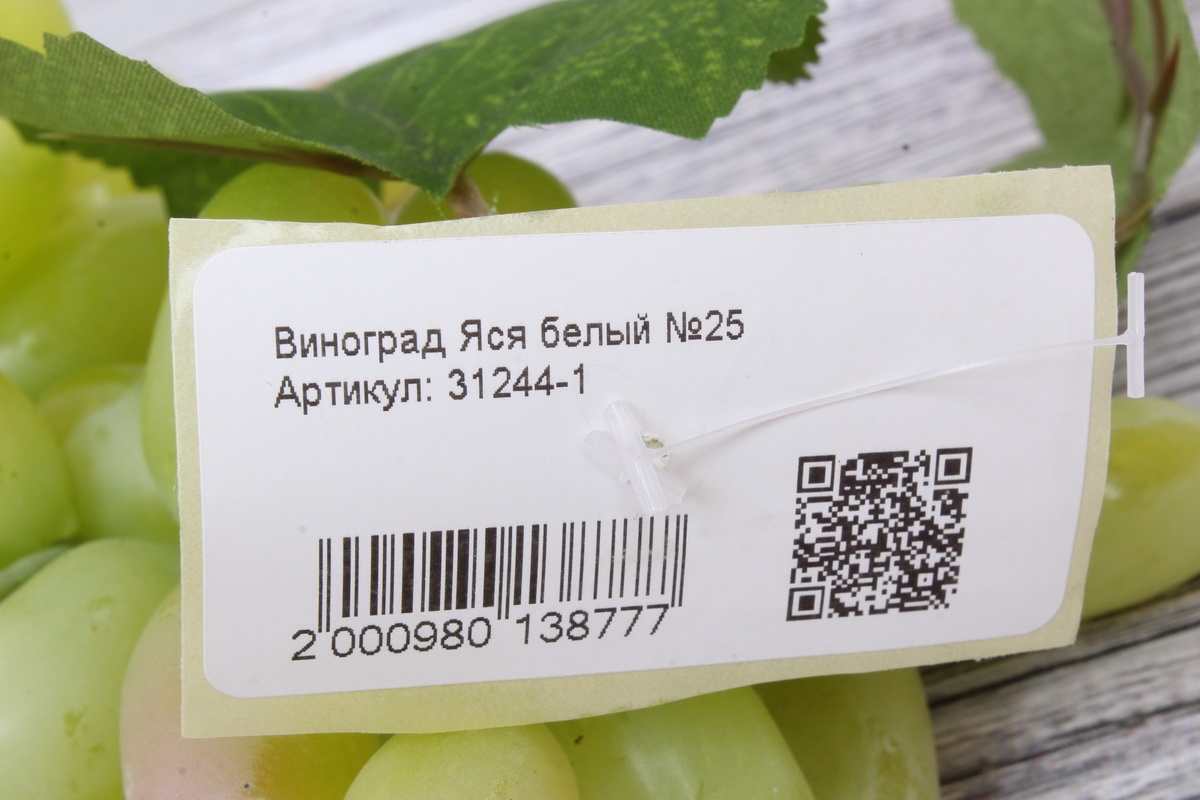 Виноград Яся белый №25
Артикул: 31244-1
2 000980 138777